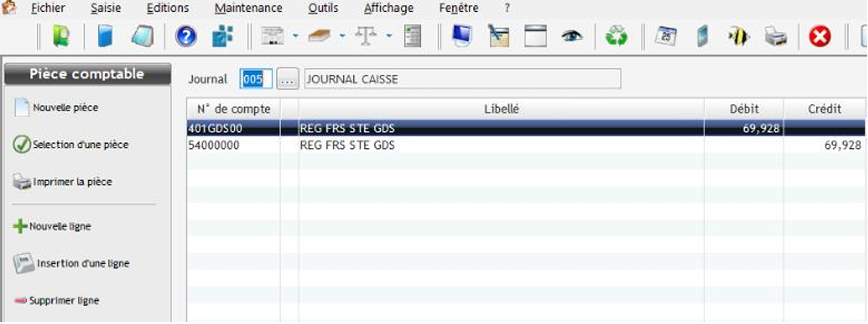 Fichier Saisie Editions Maintenance Outils Affichage Fenêtre ?
Pièce comptable
Journal 005 ... JOURNAL CAISSE
Nouvelle pièce
Selection d'une pièce
Imprimer la pièce
Nouvelle ligne
Insertion d'une ligne
Supprimer ligne
N° de compte Libellé Débit Crédit
401GDS00 REG FRS STE GDS 69,928
54000000 REG FRS STE GDS 69,928